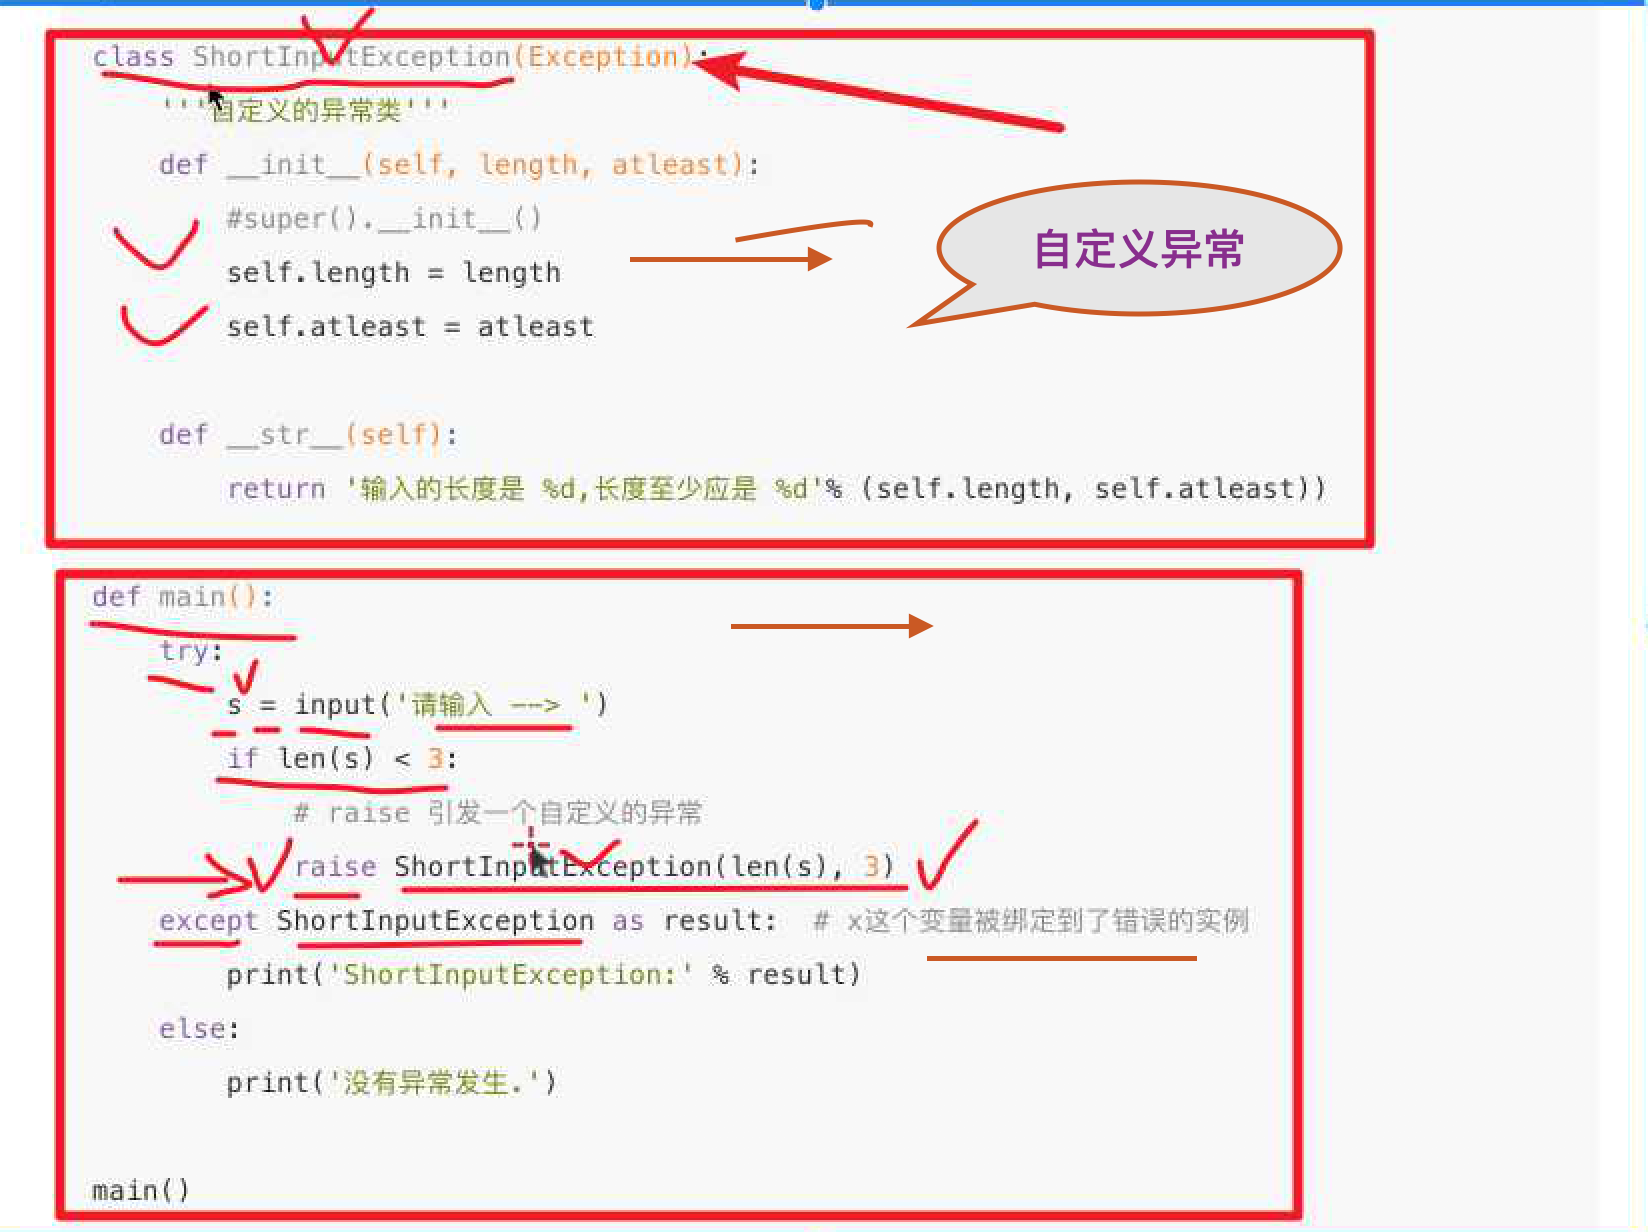 class ShortInputException(Exception):
'''自定义的异常类'''
def __init__(self, length, atleast):
#super().__init__()
self.length = length
自定义异常
self.atleast = atleast
def __str__(self):
return '输入的长度是 %d,长度至少应是 %d'% (self.length, self.atleast))
def main():
try:
s = input('请输入 --> ')
if len(s) < 3:
# raise 引发一个自定义的异常
raise ShortInputException(len(s), 3)
except ShortInputException as result: # x这个变量被绑定到了错误的实例
print('ShortInputException:' % result)
else:
print('没有异常发生.')
main()